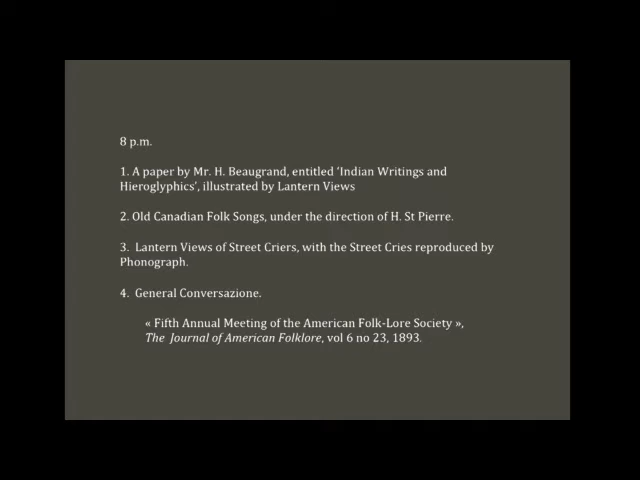 8 p.m.
1. A paper by Mr. H. Beaugrand, entitled ‘Indian Writings and
Hieroglyphics’, illustrated by Lantern Views
2. Old Canadian Folk Songs, under the direction of H. St Pierre.
3. Lantern Views of Street Criers, with the Street Cries reproduced by
Phonograph.
4. General Conversazione.
« Fifth Annual Meeting of the American Folk-Lore Society »,
The Journal of American Folklore, vol 6 no 23, 1893.